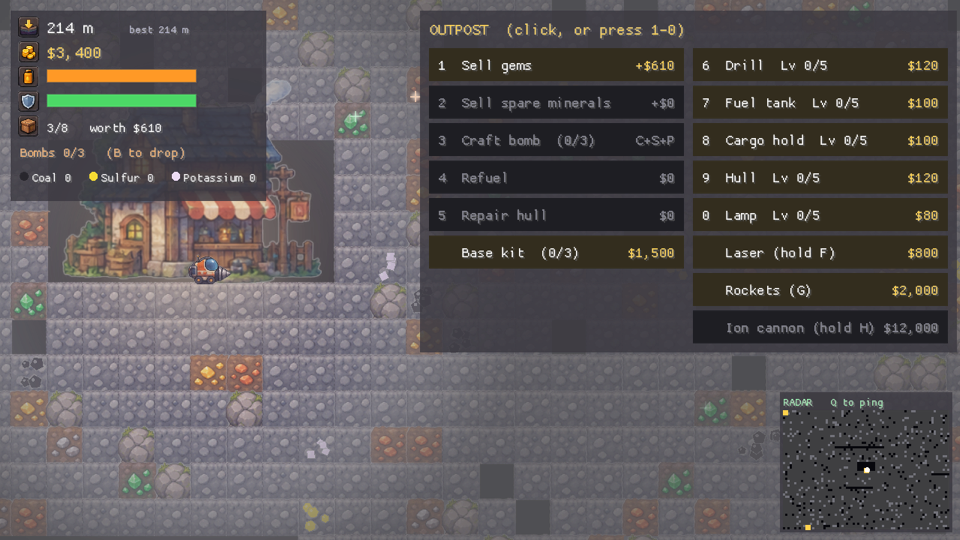 214 m best 214 m
$3,400
3/8 worth $610
Bombs 0/3 (B to drop)
Coal 0 Sulfur 0 Potassium 0
OUTPOST (click, or press 1-0)
1 Sell gems +$610
2 Sell spare minerals +$0
3 Craft bomb (0/3) C+S+P
4 Refuel $0
5 Repair hull $0
Base kit (0/3) $1,500
6 Drill Lv 0/5 $120
7 Fuel tank Lv 0/5 $100
8 Cargo hold Lv 0/5 $100
9 Hull Lv 0/5 $120
0 Lamp Lv 0/5 $80
Laser (hold F) $800
Rockets (G) $2,000
Ion cannon (hold H) $12,000
RADAR Q to ping